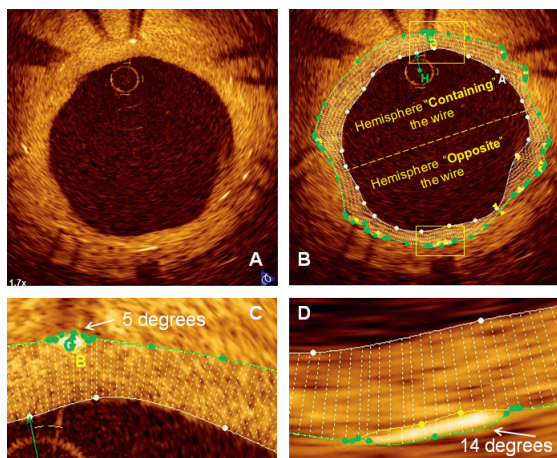 A
1.7x
G
H
A
Hemisphere "Containing"
the wire
Hemisphere "Opposite"
the wire
B
5 degrees
C
G
B
D
14 degrees